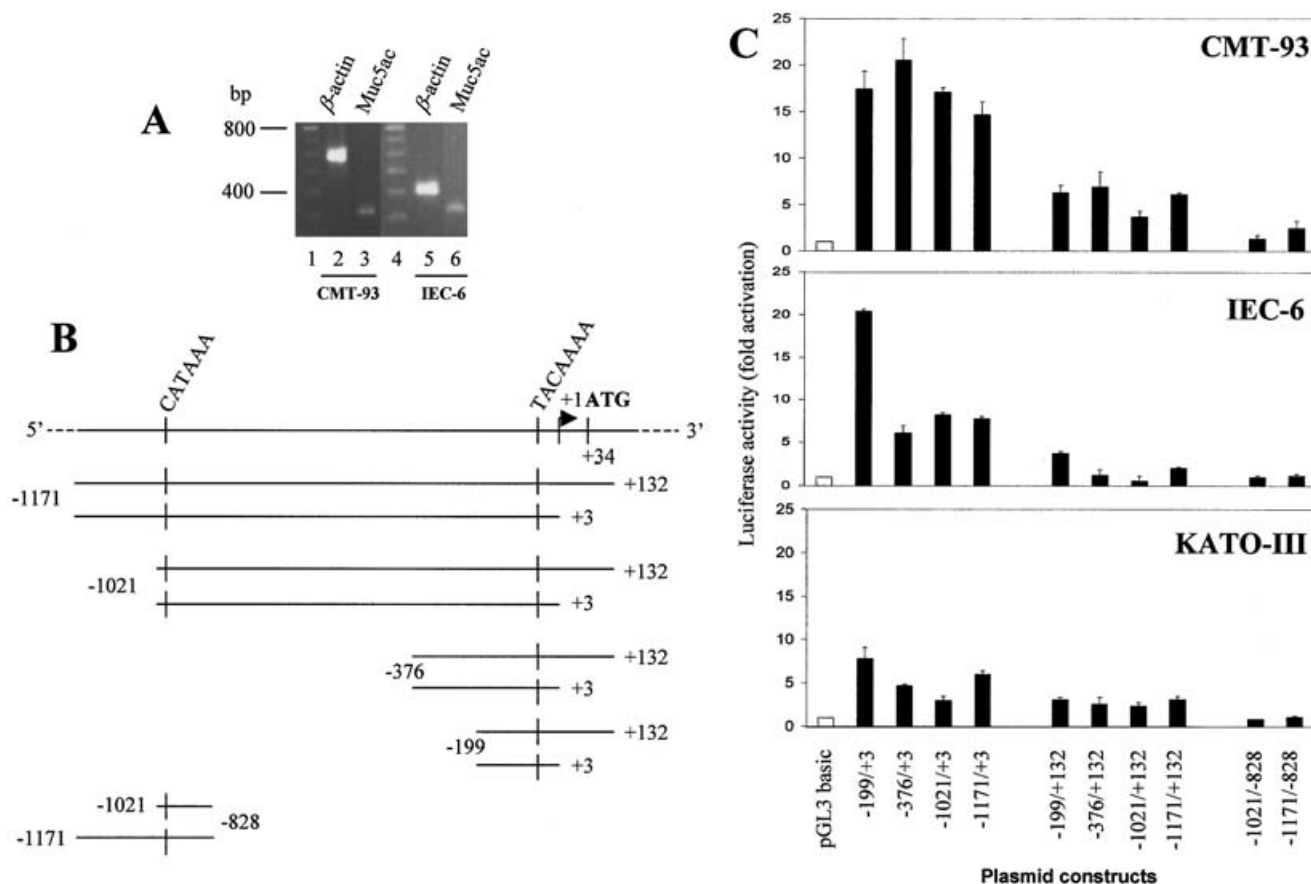 A
bp
β-actin
Muc5ac
β-actin
Muc5ac
800
400
1 2 3 4 5 6
CMT-93 IEC-6
B
CATAAA
TACAAAA
+1 ATG
5' 3'
+34
-1171
+132
+3
-1021
+132
+3
-376
+132
+3
-199
+132
+3
-1021
-828
-1171
C
Luciferase activity (fold activation)
CMT-93
25
20
15
10
5
0
IEC-6
25
20
15
10
5
0
KATO-III
25
20
15
10
5
0
pGL3 basic
-199/+3
-376/+3
-1021/+3
-1171/+3
-199/+132
-376/+132
-1021/+132
-1171/+132
-1021/-828
-1171/-828
Plasmid constructs